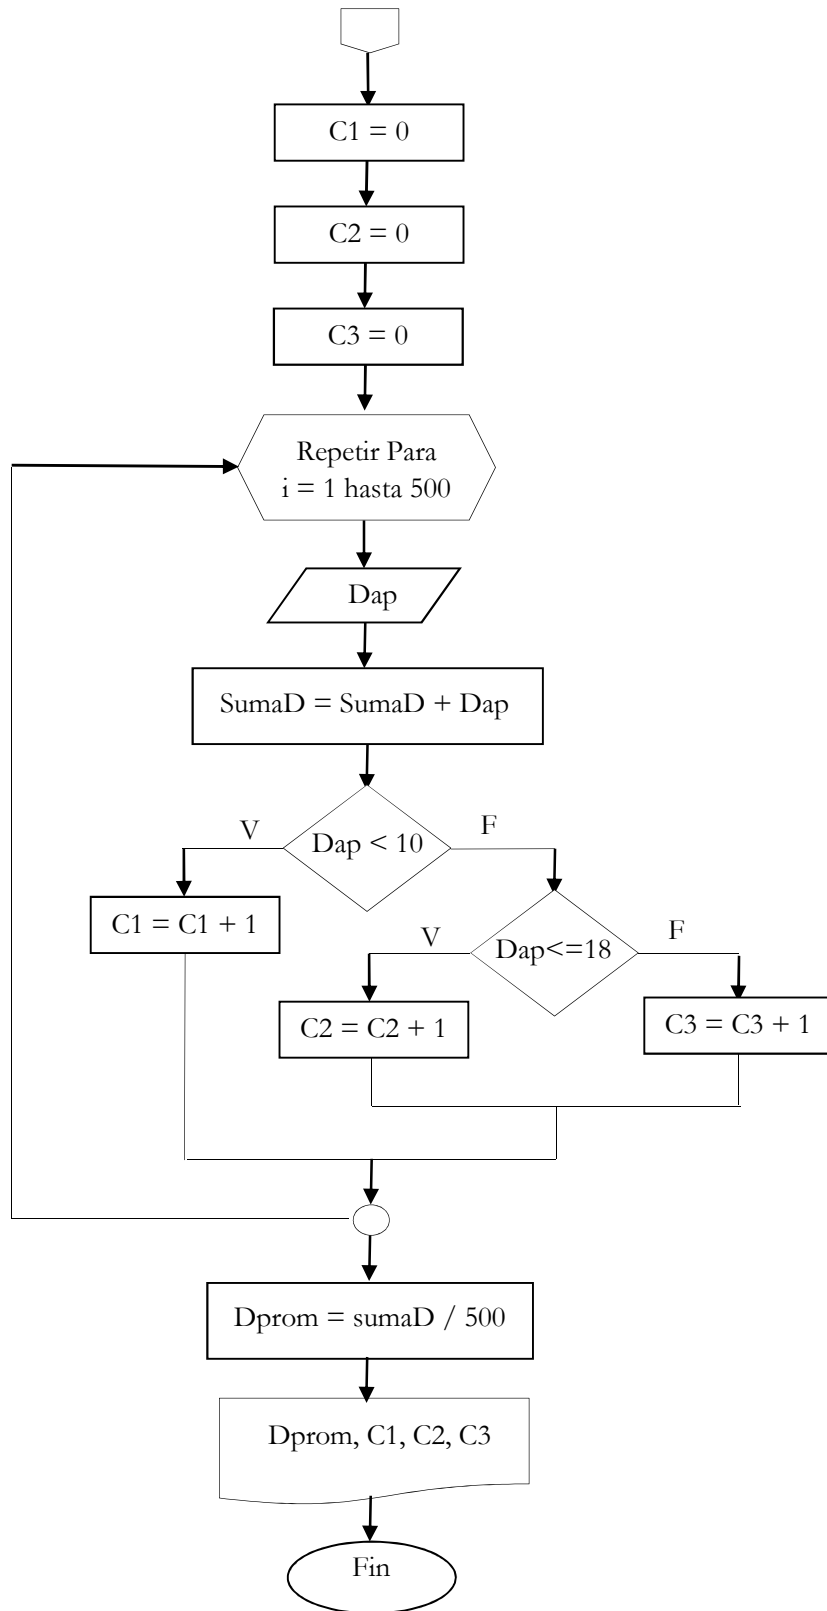 C1 = 0
C2 = 0
C3 = 0
Repetir Para
i = 1 hasta 500
Dap
SumaD = SumaD + Dap
V
Dap < 10
F
C1 = C1 + 1
V
Dap<=18
F
C2 = C2 + 1
C3 = C3 + 1
Dprom = sumaD / 500
Dprom, C1, C2, C3
Fin